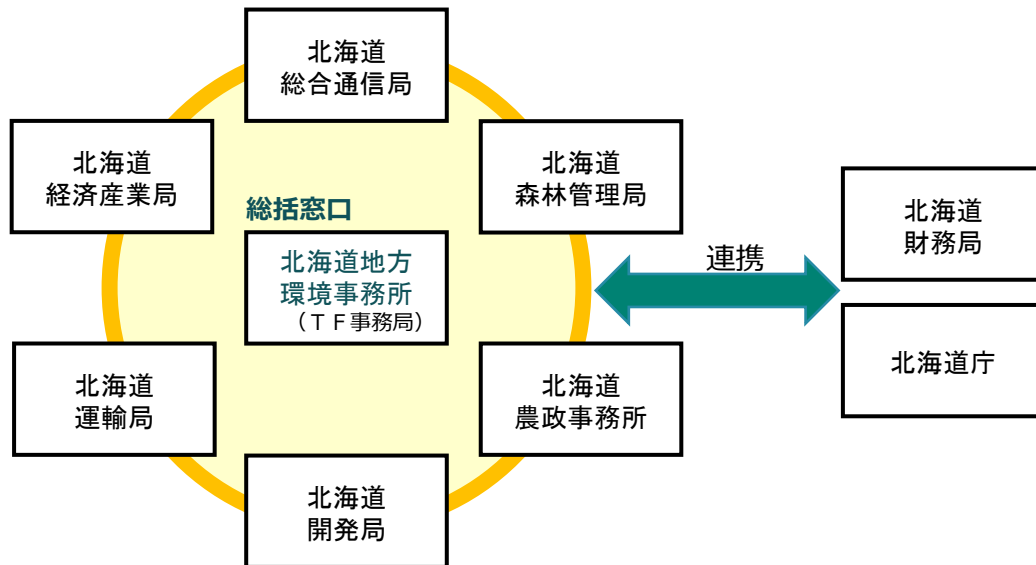 北海道
総合通信局
北海道
経済産業局
北海道
森林管理局
総括窓口
北海道地方
環境事務所
（ＴＦ事務局）
北海道
運輸局
北海道
農政事務所
北海道
開発局
連携
北海道
財務局
北海道庁